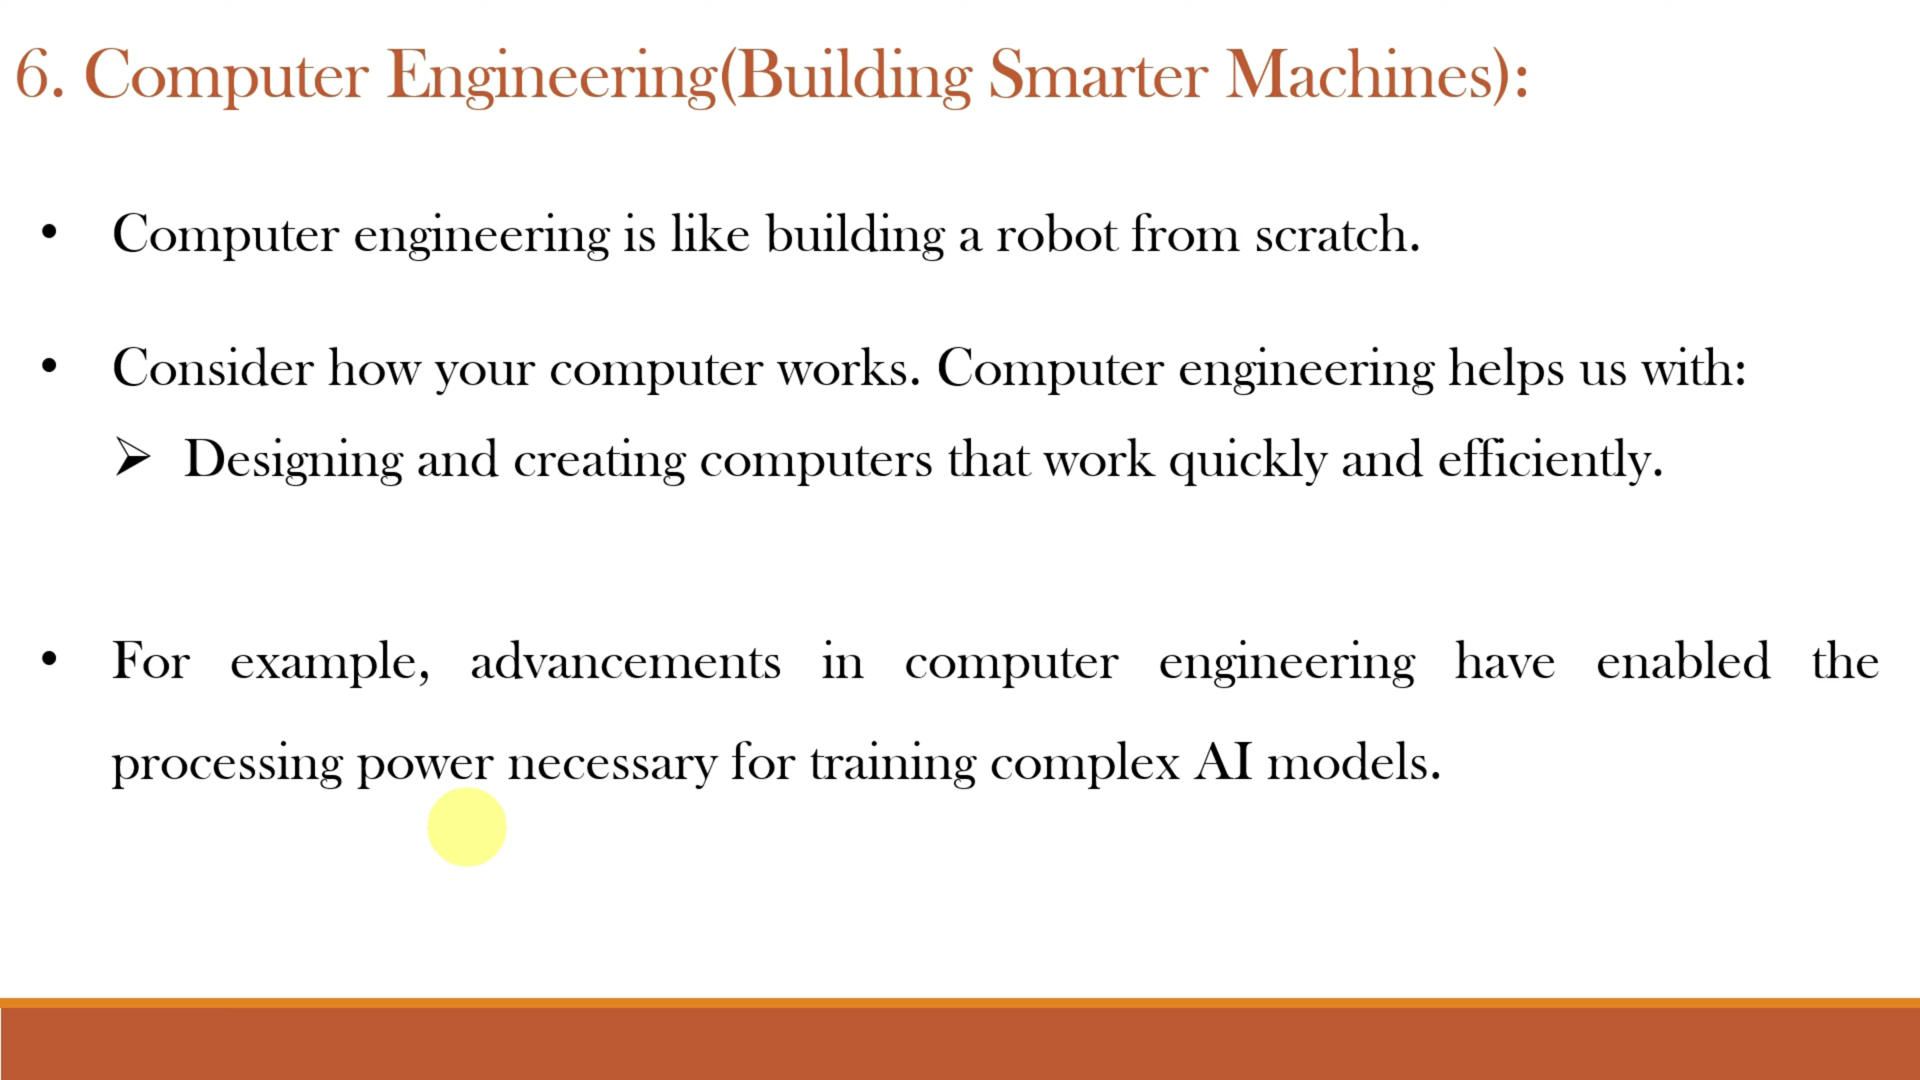 6. Computer Engineering(Building Smarter Machines):
• Computer engineering is like building a robot from scratch.
• Consider how your computer works. Computer engineering helps us with:
➢ Designing and creating computers that work quickly and efficiently.
• For example, advancements in computer engineering have enabled the
processing power necessary for training complex AI models.